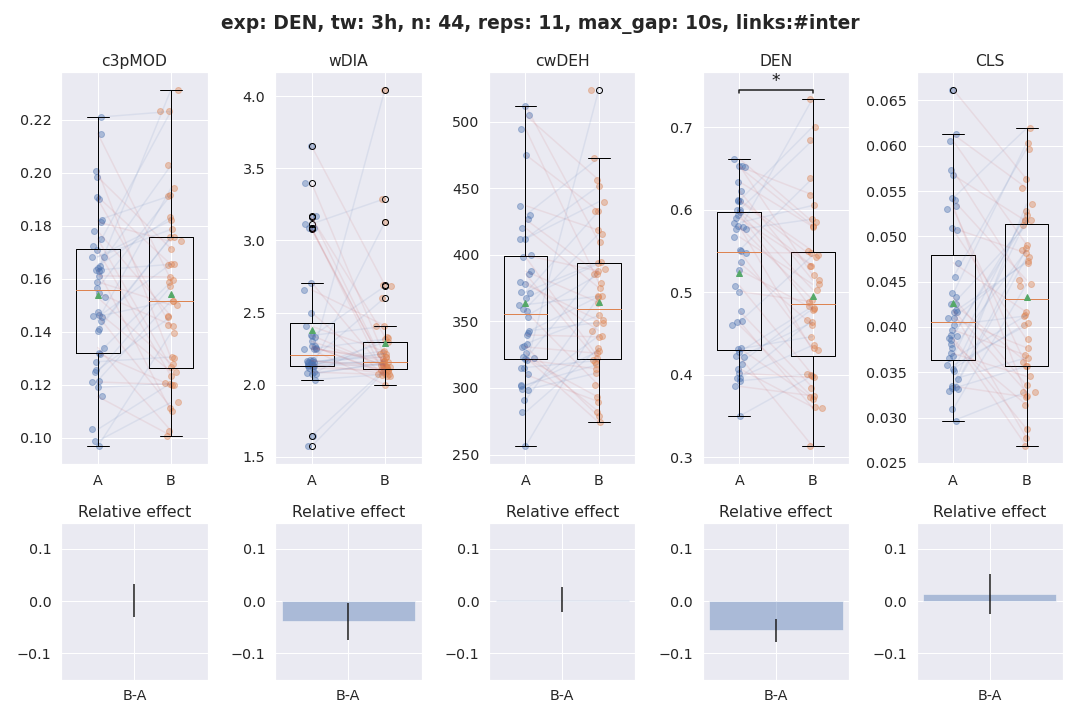 exp: DEN, tw: 3h, n: 44, reps: 11, max_gap: 10s, links:#inter
c3pMOD
wDIA
cwDEH
DEN
CLS
0.22
0.20
0.18
0.16
0.14
0.12
0.10
A
B
4.0
3.5
3.0
2.5
2.0
1.5
A
B
500
450
400
350
300
250
A
B
*
0.7
0.6
0.5
0.4
0.3
A
B
0.065
0.060
0.055
0.050
0.045
0.040
0.035
0.030
0.025
A
B
Relative effect
0.1
0.0
−0.1
B-A
Relative effect
0.1
0.0
−0.1
B-A
Relative effect
0.1
0.0
−0.1
B-A
Relative effect
0.1
0.0
−0.1
B-A
Relative effect
0.1
0.0
−0.1
B-A